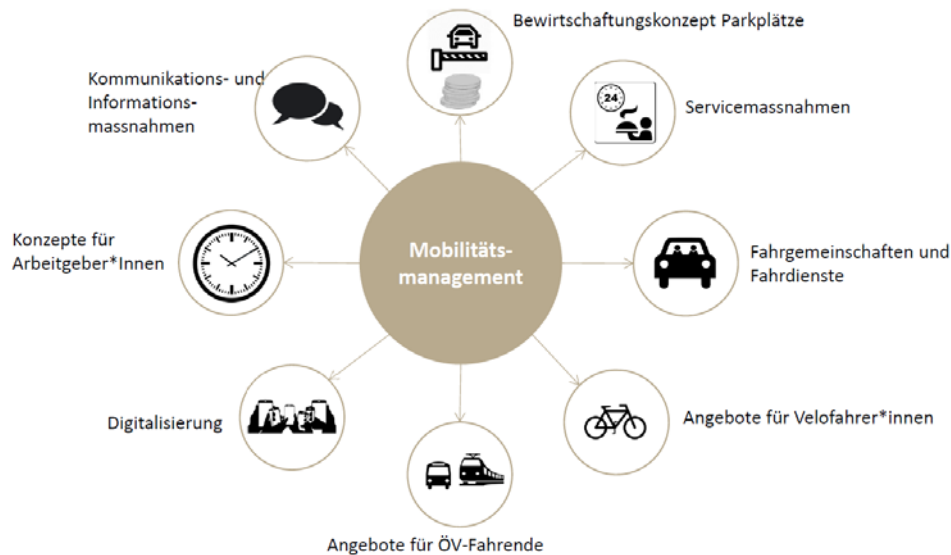 Bewirtschaftungskonzept Parkplätze
Kommunikations- und
Informations-
massnahmen
24
Servicemassnahmen
Mobilitäts-
management
Konzepte für
Arbeitgeber*Innen
Fahrgemeinschaften und
Fahrdienste
Digitalisierung
Angebote für Velofahrer*innen
Angebote für ÖV-Fahrende